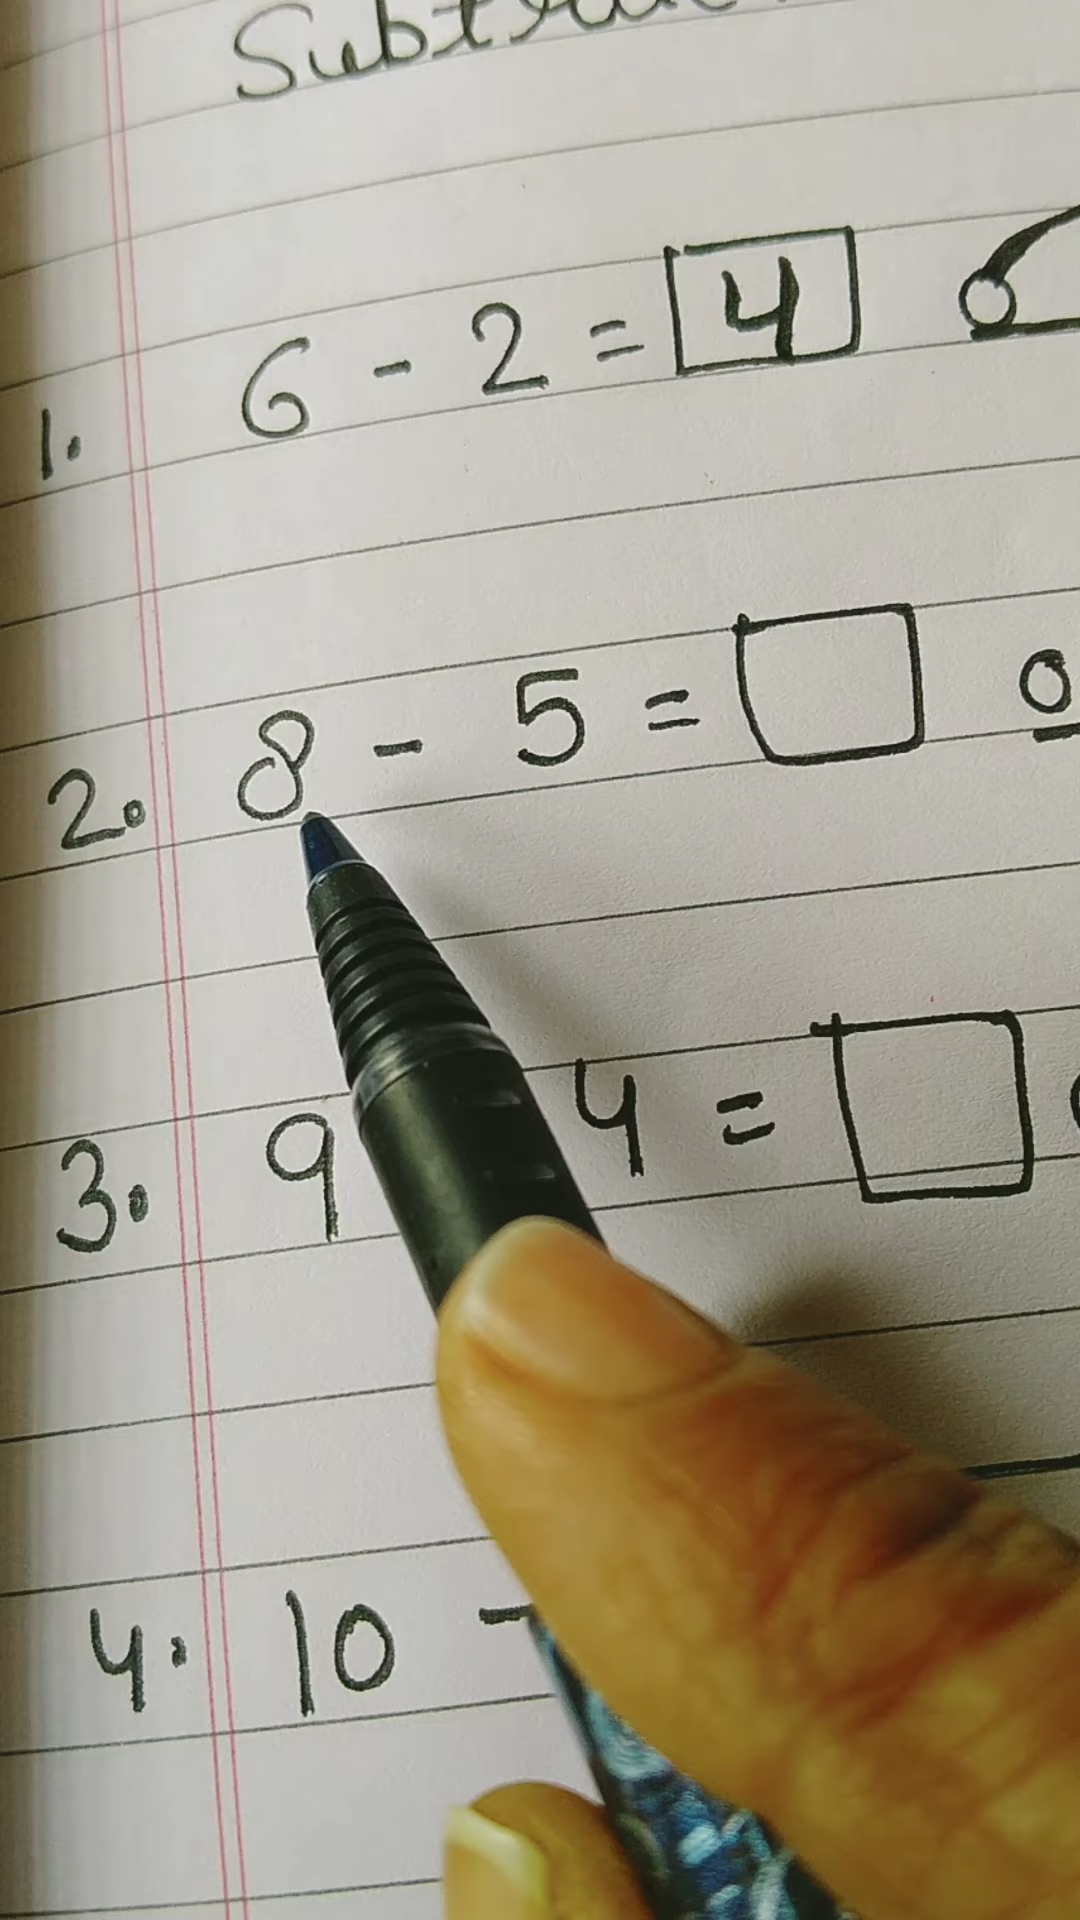 1. 6 - 2 = 4
2. 8 - 5 =
3. 9 4 =
4. 10 -